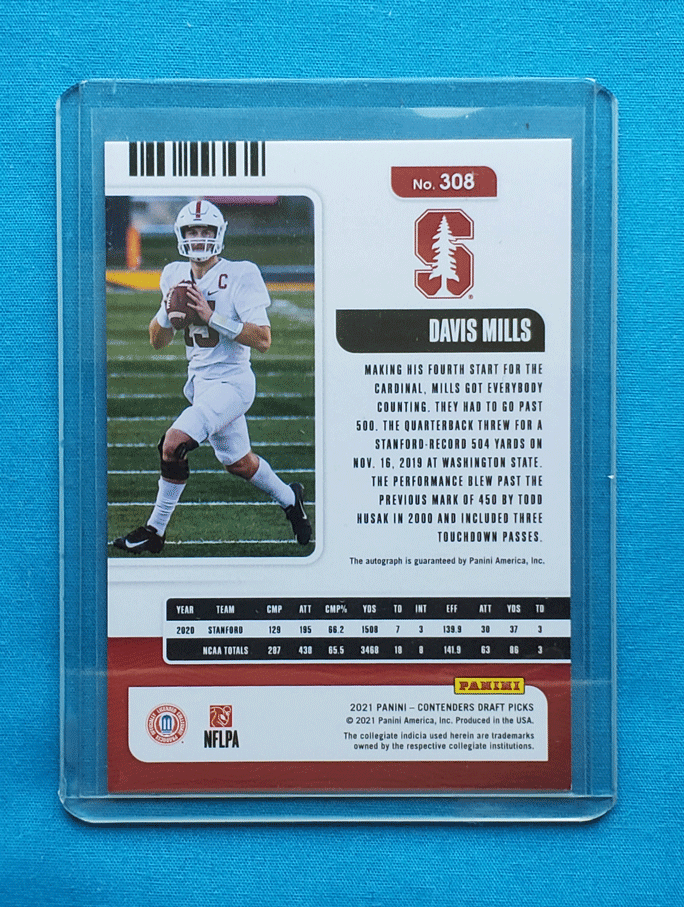 No. 308
S
®
C
15
DAVIS MILLS
MAKING HIS FOURTH START FOR THE
CARDINAL, MILLS GOT EVERYBODY
COUNTING. THEY HAD TO GO PAST
500. THE QUARTERBACK THREW FOR A
STANFORD-RECORD 504 YARDS ON
NOV. 16, 2019 AT WASHINGTON STATE.
THE PERFORMANCE BLEW PAST THE
PREVIOUS MARK OF 450 BY TODD
HUSAK IN 2000 AND INCLUDED THREE
TOUCHDOWN PASSES.
The autograph is guaranteed by Panini America, Inc.
YEAR TEAM CMP ATT CMP% YDS TD INT EFF ATT YDS TD
2020 STANFORD 129 195 66.2 1508 7 3 139.9 30 37 3
NCAA TOTALS 287 438 65.5 3468 18 8 141.9 63 86 3
PANINI
2021 PANINI – CONTENDERS DRAFT PICKS
© 2021 Panini America, Inc. Produced in the USA.
The collegiate indicia used herein are trademarks
owned by the respective collegiate institutions.
OFFICIALLY LICENSED COLLEGIATE PRODUCTS
NFLPA